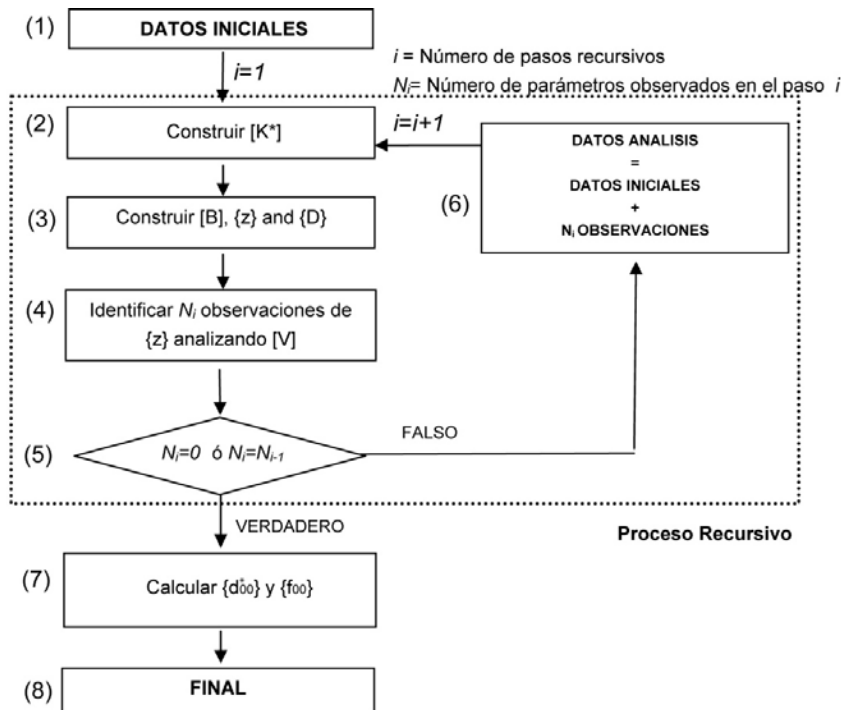 (1) DATOS INICIALES
i=1
i = Número de pasos recursivos
Ni= Número de parámetros observados en el paso i
(2) Construir [K*]
i=i+1
(3) Construir [B], {z} and {D}
(4) Identificar Ni observaciones de
{z} analizando [V]
(5) Ni=0 ó Ni=Ni-1
FALSO
(6) DATOS ANALISIS
=
DATOS INICIALES
+
Ni OBSERVACIONES
VERDADERO
Proceso Recursivo
(7) Calcular {d*00} y {f00}
(8) FINAL